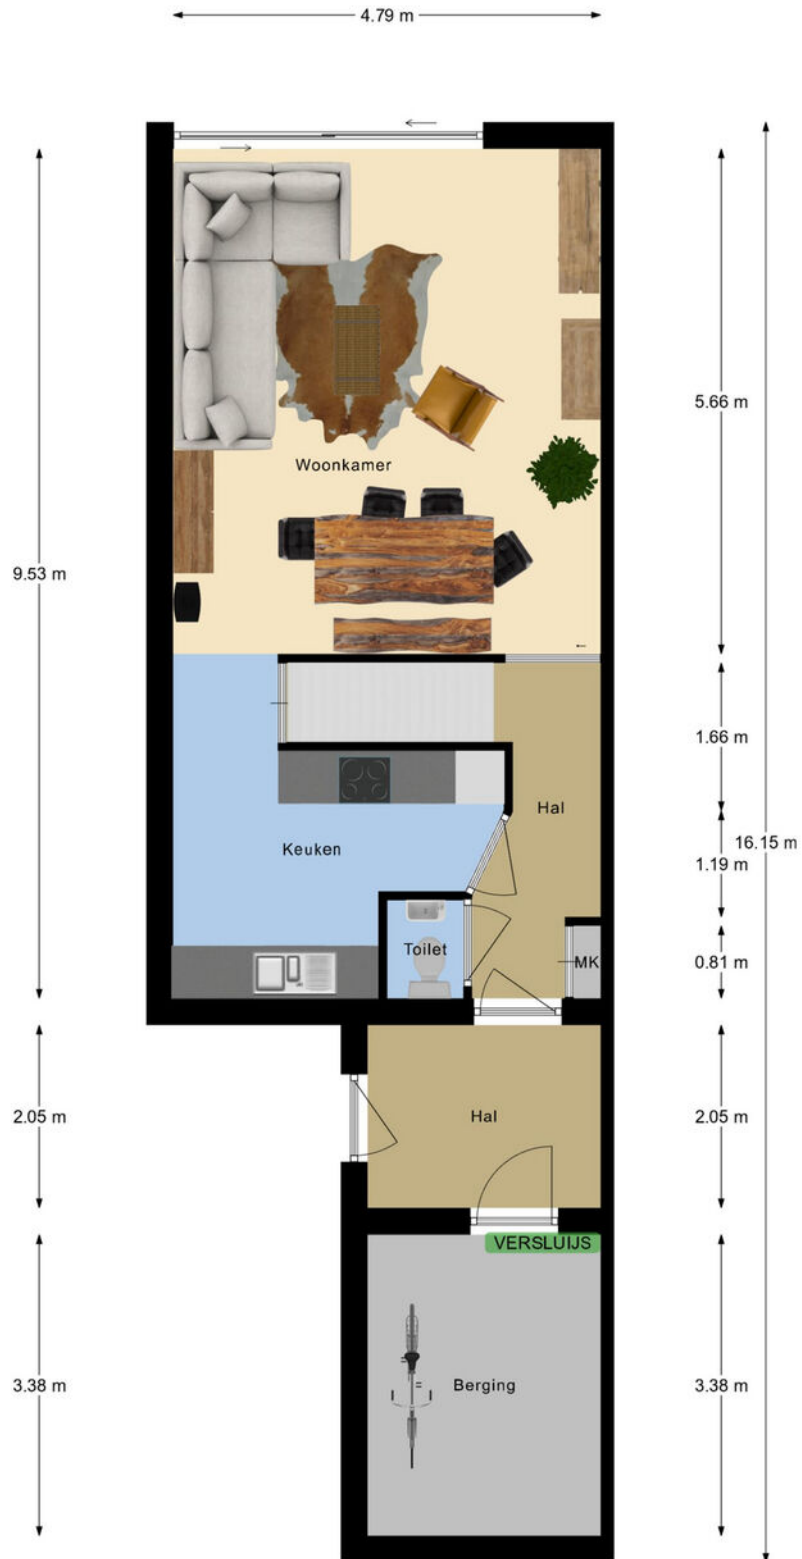 4.79 m
5.66 m
Woonkamer
9.53 m
1.66 m
Hal
16.15 m
Keuken
1.19 m
Toilet
MK
0.81 m
2.05 m
Hal
2.05 m
VERSLUIJS
3.38 m
Berging
3.38 m